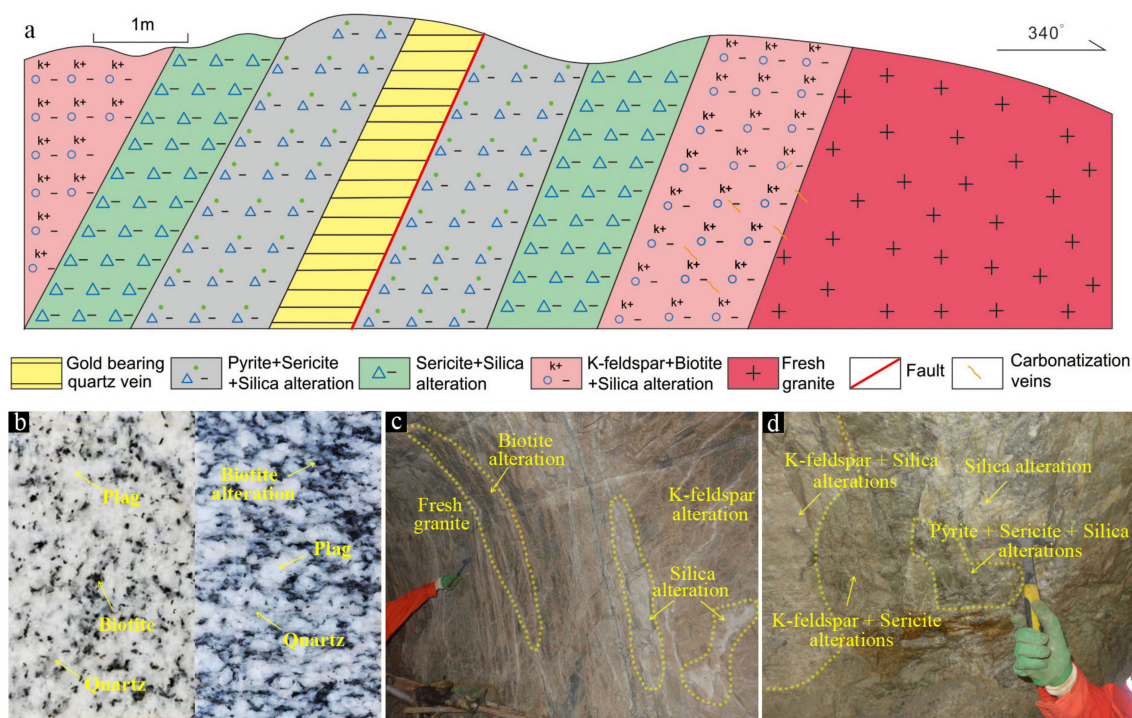 a
1m
340°
Gold bearing
quartz vein
Pyrite+Sericite
+Silica alteration
Sericite+Silica
alteration
k+
K-feldspar+Biotite
+Silica alteration
Fresh
granite
Fault
Carbonatization
veins
b
Plag
Biotite
Quartz
Biotite
alteration
Plag
Quartz
c
Biotite
alteration
Fresh
granite
K-feldspar
alteration
Silica
alteration
d
K-feldspar + Silica
alterations
Silica alteration
Pyrite + Sericite + Silica
alterations
K-feldspar + Sericite
alterations